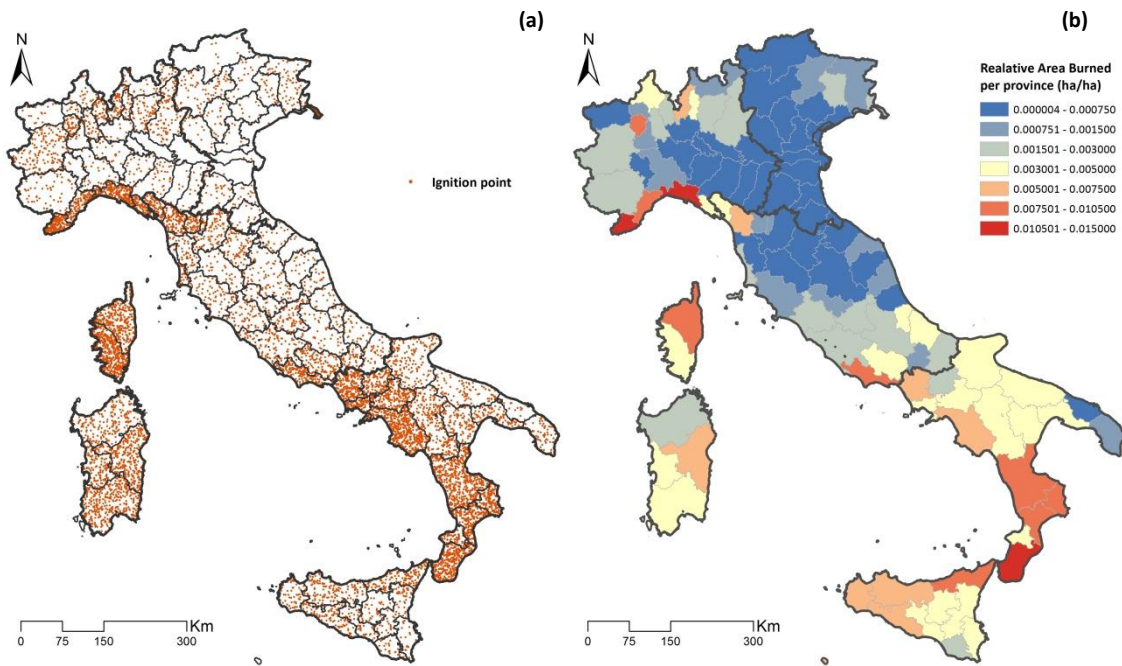 (a)
N
Ignition point
Km
0 75 150 300
(b)
N
Realative Area Burned
per province (ha/ha)
0.000004 - 0.000750
0.000751 - 0.001500
0.001501 - 0.003000
0.003001 - 0.005000
0.005001 - 0.007500
0.007501 - 0.010500
0.010501 - 0.015000
Km
0 75 150 300